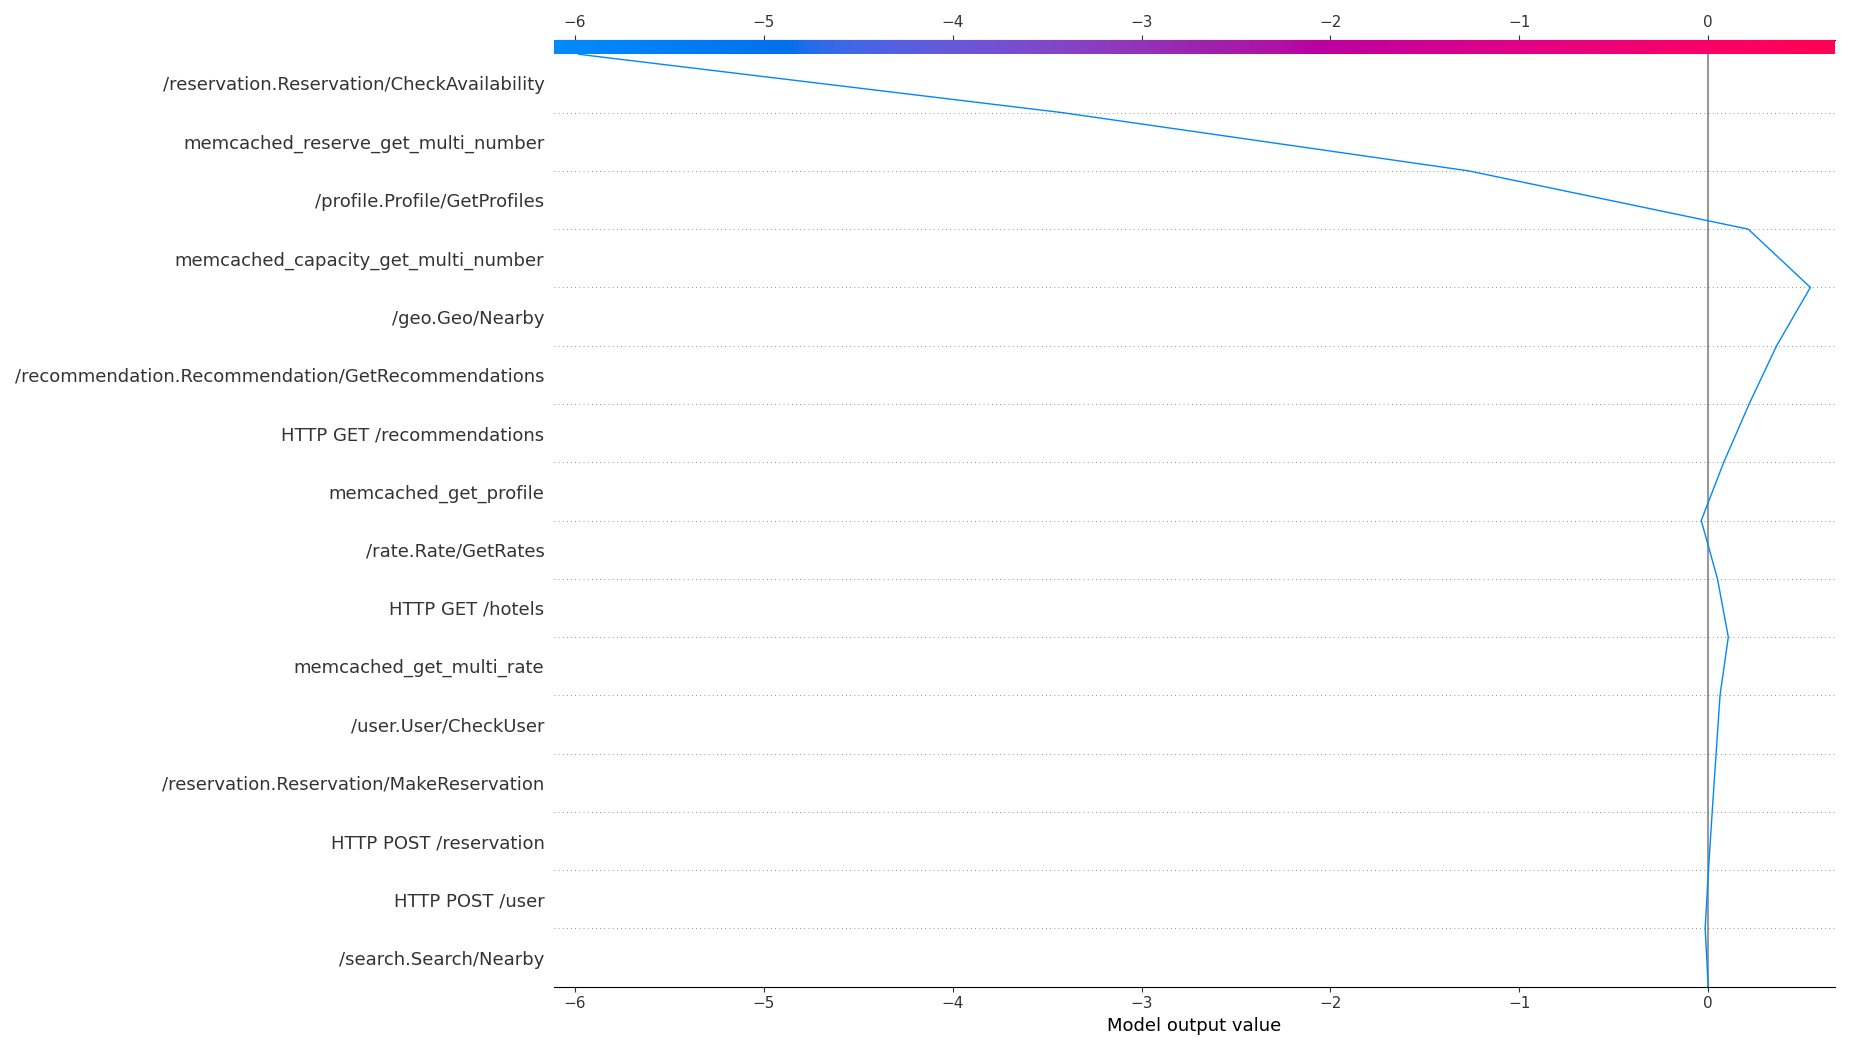 −6 −5 −4 −3 −2 −1 0
/reservation.Reservation/CheckAvailability
memcached_reserve_get_multi_number
/profile.Profile/GetProfiles
memcached_capacity_get_multi_number
/geo.Geo/Nearby
/recommendation.Recommendation/GetRecommendations
HTTP GET /recommendations
memcached_get_profile
/rate.Rate/GetRates
HTTP GET /hotels
memcached_get_multi_rate
/user.User/CheckUser
/reservation.Reservation/MakeReservation
HTTP POST /reservation
HTTP POST /user
/search.Search/Nearby
−6 −5 −4 −3 −2 −1 0
Model output value